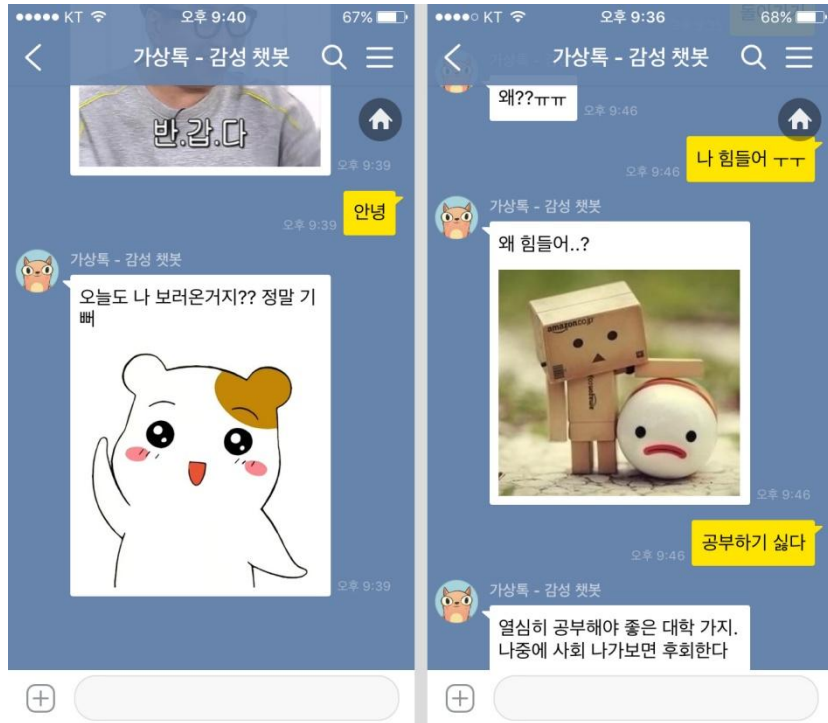 KT
오후 9:40
67%
가상톡 - 감성 챗봇
반.갑.다
오후 9:39
안녕
오후 9:39
가상톡 - 감성 챗봇
오늘도 나 보러온거지?? 정말 기
뻐
오후 9:39
KT
오후 9:36
68%
가상톡 - 감성 챗봇
왜??ㅠㅠ
오후 9:46
나 힘들어 ㅜㅜ
오후 9:46
가상톡 - 감성 챗봇
왜 힘들어..?
amazon.co.jp
오후 9:46
공부하기 싫다
오후 9:46
가상톡 - 감성 챗봇
열심히 공부해야 좋은 대학 가지.
나중에 사회 나가보면 후회한다